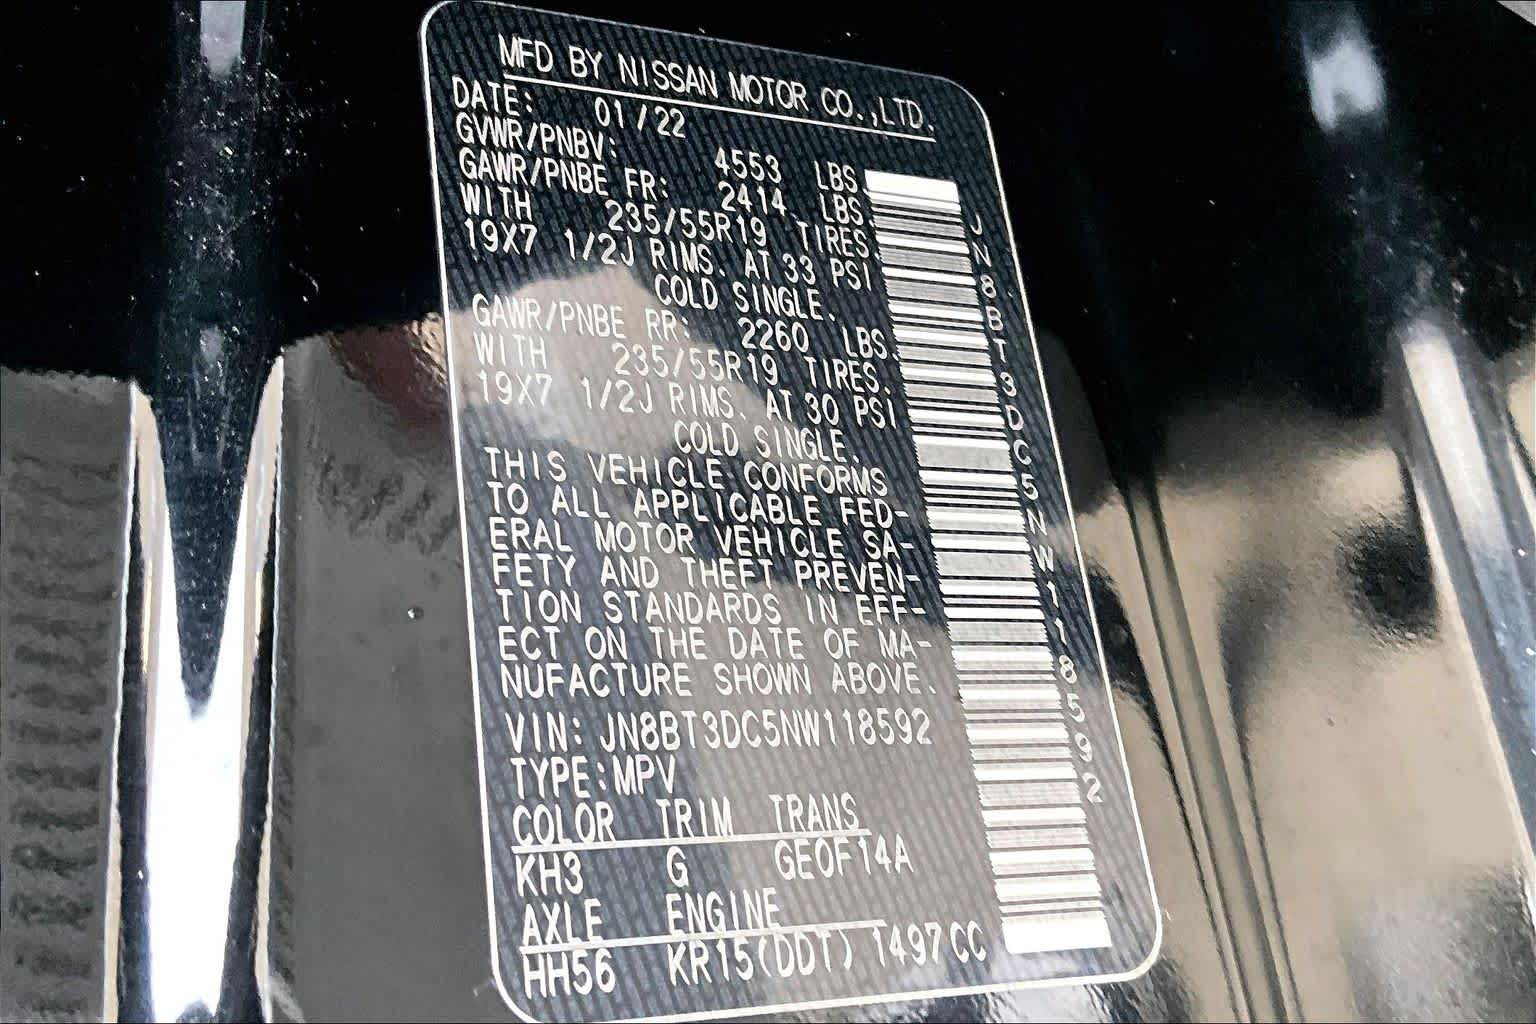 MFD BY NISSAN MOTOR CO.,LTD.
DATE: 01/22
GVWR/PNBV: 4553 LBS
GAWR/PNBE FR: 2414 LBS.
WITH 235/55R19 TIRES
19X7 1/2J RIMS. AT 33 PSI
COLD SINGLE.
GAWR/PNBE RR: 2260 LBS.
WITH 235/55R19 TIRES.
19X7 1/2J RIMS. AT 30 PSI
COLD SINGLE.
THIS VEHICLE CONFORMS
TO ALL APPLICABLE FED-
ERAL MOTOR VEHICLE SA-
FETY AND THEFT PREVEN-
TION STANDARDS IN EFF-
ECT ON THE DATE OF MA-
NUFACTURE SHOWN ABOVE.
VIN: JN8BT3DC5NW118592
TYPE:MPV
COLOR TRIM TRANS
KH3 G GEOF14A
AXLE ENGINE
HH56 KR15(DDT) 1497CC
JN8BT3DC5NW118592